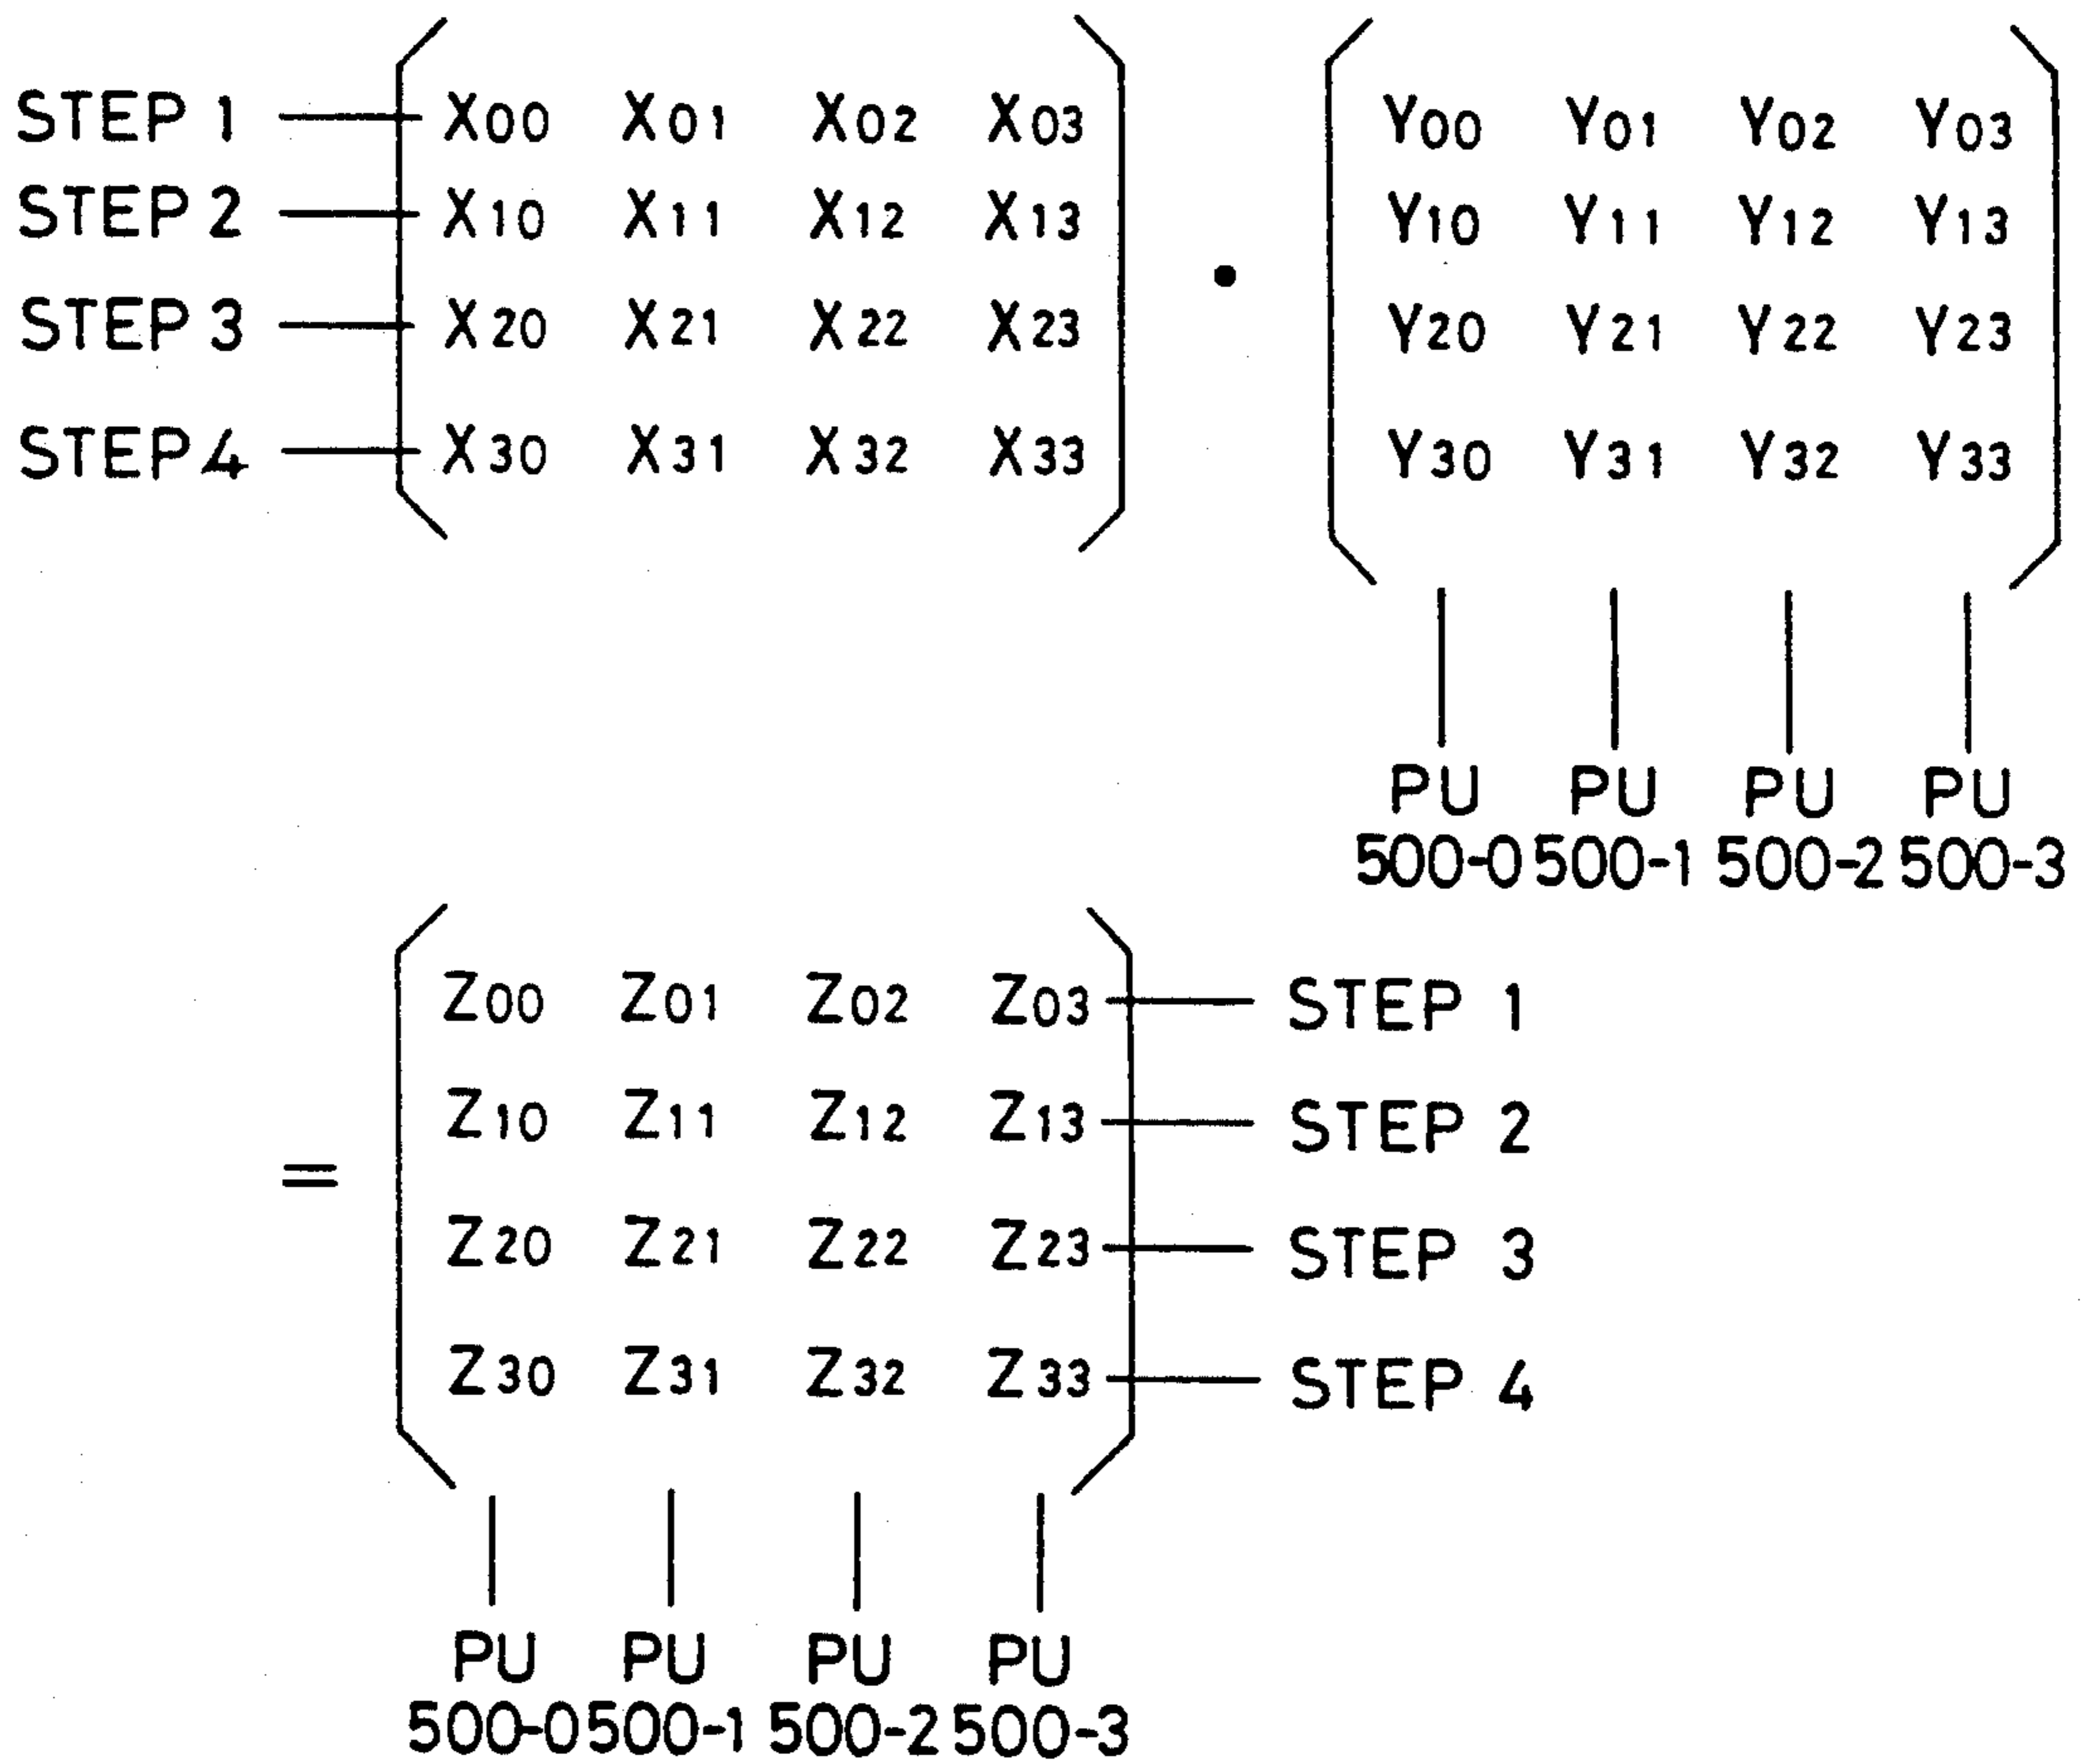 STEP 1 X00 X01 X02 X03 Y00 Y01 Y02 Y03
STEP 2 X10 X11 X12 X13 Y10 Y11 Y12 Y13
•
STEP 3 X20 X21 X22 X23 Y20 Y21 Y22 Y23
STEP 4 X30 X31 X32 X33 Y30 Y31 Y32 Y33
PU PU PU PU
500-0 500-1 500-2 500-3
Z00 Z01 Z02 Z03 STEP 1
Z10 Z11 Z12 Z13 STEP 2
=
Z20 Z21 Z22 Z23 STEP 3
Z30 Z31 Z32 Z33 STEP 4
PU PU PU PU
500-0 500-1 500-2 500-3